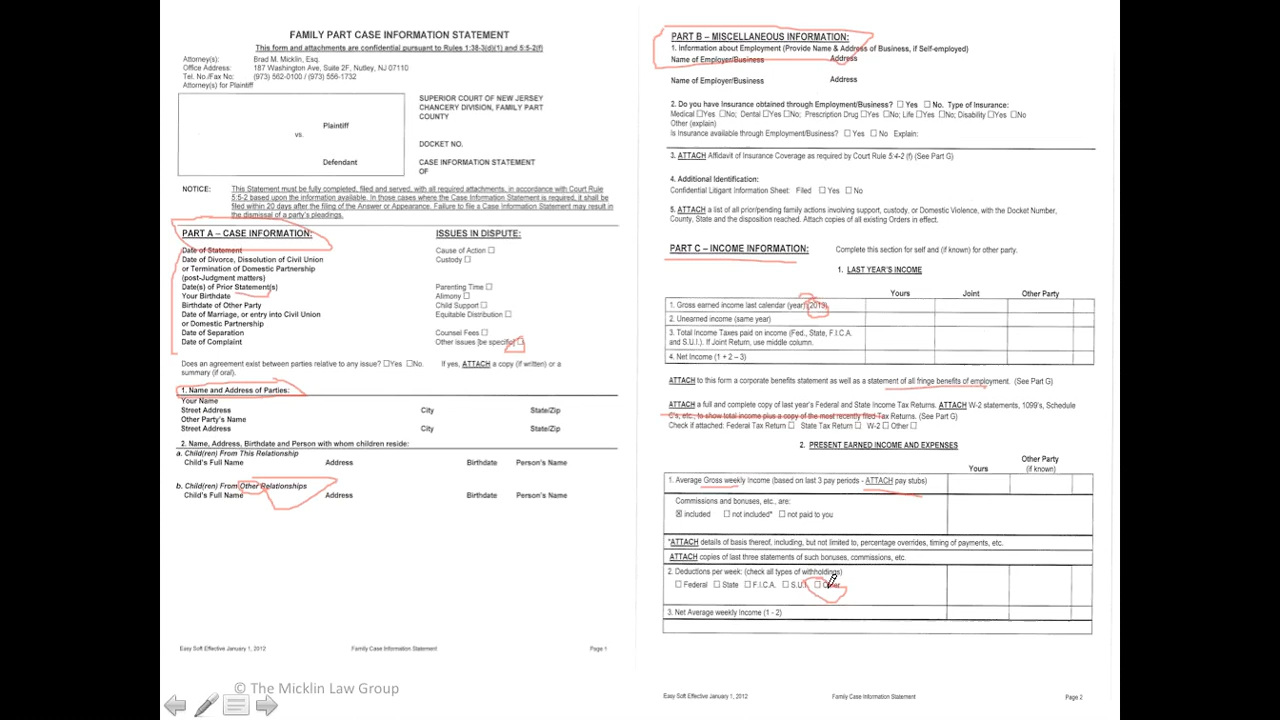 FAMILY PART CASE INFORMATION STATEMENT
This form and attachments are confidential pursuant to Rules 1:38-3(d)(1) and 5:5-2(f)
Attorney(s): Brad M. Micklin, Esq.
Office Address: 187 Washington Ave, Suite 2F, Nutley, NJ 07110
Tel. No./Fax No: (973) 562-0100 / (973) 556-1732
Attorney(s) for Plaintiff
Plaintiff
vs.
Defendant
SUPERIOR COURT OF NEW JERSEY
CHANCERY DIVISION, FAMILY PART
COUNTY
DOCKET NO.
CASE INFORMATION STATEMENT
OF
NOTICE: This Statement must be fully completed, filed and served, with all required attachments, in accordance with Court Rule
5:5-2 based upon the information available. In those cases where the Case Information Statement is required, it shall be
filed within 20 days after the filing of the Answer or Appearance. Failure to file a Case Information Statement may result in
the dismissal of a party's pleadings.
PART A – CASE INFORMATION: ISSUES IN DISPUTE:
Date of Statement Cause of Action ☐
Date of Divorce, Dissolution of Civil Union Custody ☐
or Termination of Domestic Partnership
(post-Judgment matters)
Date(s) of Prior Statement(s) Parenting Time ☐
Your Birthdate Alimony ☐
Birthdate of Other Party Child Support ☐
Date of Marriage, or entry into Civil Union Equitable Distribution ☐
or Domestic Partnership
Date of Separation Counsel Fees ☐
Date of Complaint Other issues [be specific] ☐
Does an agreement exist between parties relative to any issue? ☐Yes ☐No. If yes, ATTACH a copy (if written) or a
summary (if oral).
1. Name and Address of Parties:
Your Name
Street Address City State/Zip
Other Party's Name
Street Address City State/Zip
2. Name, Address, Birthdate and Person with whom children reside:
a. Child(ren) From This Relationship
Child's Full Name Address Birthdate Person's Name
b. Child(ren) From Other Relationships
Child's Full Name Address Birthdate Person's Name
Easy Soft Effective January 1, 2012 Family Case Information Statement Page 1
PART B – MISCELLANEOUS INFORMATION:
1. Information about Employment (Provide Name & Address of Business, if Self-employed)
Name of Employer/Business Address
Name of Employer/Business Address
2. Do you have Insurance obtained through Employment/Business? ☐ Yes ☐ No. Type of Insurance:
Medical ☐Yes ☐No; Dental ☐Yes ☐No; Prescription Drug ☐Yes ☐No; Life ☐Yes ☐No; Disability ☐Yes ☐No
Other (explain)
Is Insurance available through Employment/Business? ☐ Yes ☐ No Explain:
3. ATTACH Affidavit of Insurance Coverage as required by Court Rule 5:4-2 (f) (See Part G)
4. Additional Identification:
Confidential Litigant Information Sheet: Filed ☐ Yes ☐ No
5. ATTACH a list of all prior/pending family actions involving support, custody, or Domestic Violence, with the Docket Number,
County, State and the disposition reached. Attach copies of all existing Orders in effect.
PART C – INCOME INFORMATION: Complete this section for self and (if known) for other party.
1. LAST YEAR'S INCOME
Yours Joint Other Party
1. Gross earned income last calendar (year) (2013)
2. Unearned income (same year)
3. Total Income Taxes paid on income (Fed., State, F.I.C.A.
and S.U.I.). If Joint Return, use middle column.
4. Net Income (1 + 2 – 3)
ATTACH to this form a corporate benefits statement as well as a statement of all fringe benefits of employment. (See Part G)
ATTACH a full and complete copy of last year's Federal and State Income Tax Returns. ATTACH W-2 statements, 1099's, Schedule
C's, etc., to show total income plus a copy of the most recently filed Tax Returns. (See Part G)
Check if attached: Federal Tax Return ☐ State Tax Return ☐ W-2 ☐ Other ☐
2. PRESENT EARNED INCOME AND EXPENSES
Yours Other Party
(if known)
1. Average Gross weekly Income (based on last 3 pay periods - ATTACH pay stubs)
Commissions and bonuses, etc., are:
☒ included ☐ not included* ☐ not paid to you
*ATTACH details of basis thereof, including, but not limited to, percentage overrides, timing of payments, etc.
ATTACH copies of last three statements of such bonuses, commissions, etc.
2. Deductions per week: (check all types of withholdings)
☐ Federal ☐ State ☐ F.I.C.A. ☐ S.U.I. ☐ Other
3. Net Average weekly Income (1 - 2)
Easy Soft Effective January 1, 2012 Family Case Information Statement Page 2
© The Micklin Law Group